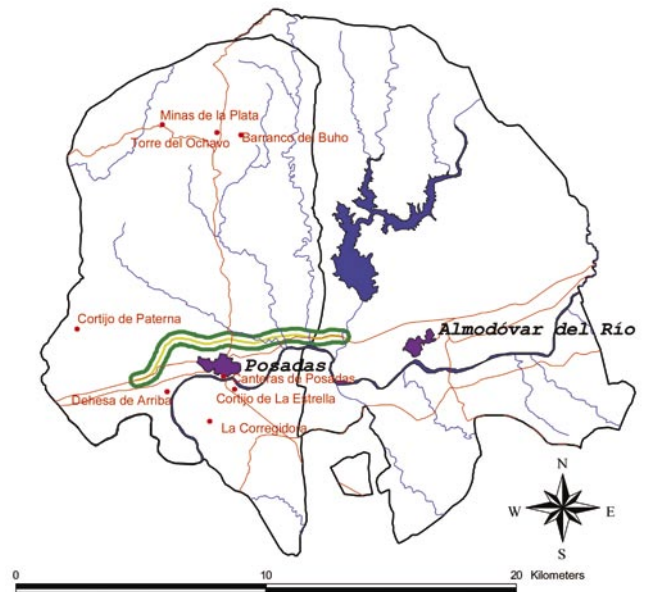 Minas de la Plata
Torre del Ochavo
Barranco del Buho
Cortijo de Paterna
Almodóvar del Río
Posadas
Canteras de Posadas
Dehesa de Arriba
Cortijo de La Estrella
La Corregidora
N
W
E
S
0
10
20
Kilometers